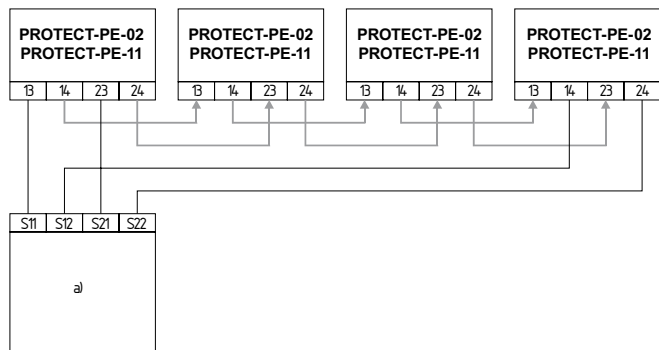 PROTECT-PE-02 PROTECT-PE-02 PROTECT-PE-02 PROTECT-PE-02
PROTECT-PE-11 PROTECT-PE-11 PROTECT-PE-11 PROTECT-PE-11
13 14 23 24 13 14 23 24 13 14 23 24 13 14 23 24
S11 S12 S21 S22
a)